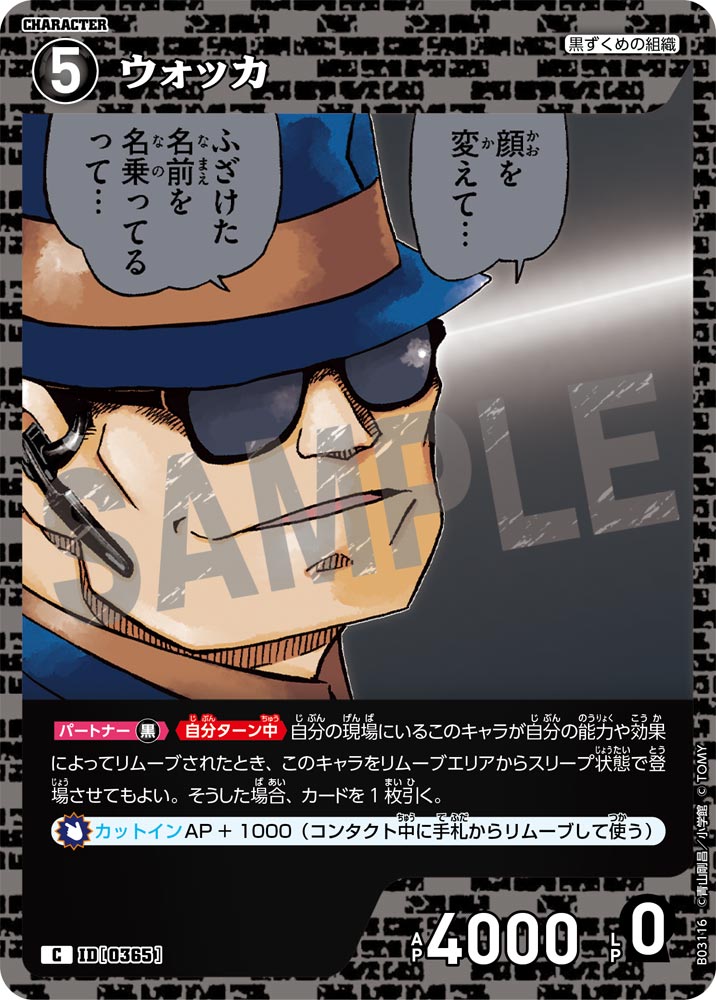 CHARACTER
5
ウォッカ
黒ずくめの組織
顔を
変えて…
ふざけた
名前を
名乗ってる
って…
SAMPLE
パートナー 黒 自分ターン中 自分の現場にいるこのキャラが自分の能力や効果
によってリムーブされたとき、このキャラをリムーブエリアからスリープ状態で登
場させてもよい。そうした場合、カードを1枚引く。
カットイン AP + 1000（コンタクト中に手札からリムーブして使う）
C ID[0365]
AP 4000 LP 0
B03116 ©青山剛昌／小学館 ©TOMY